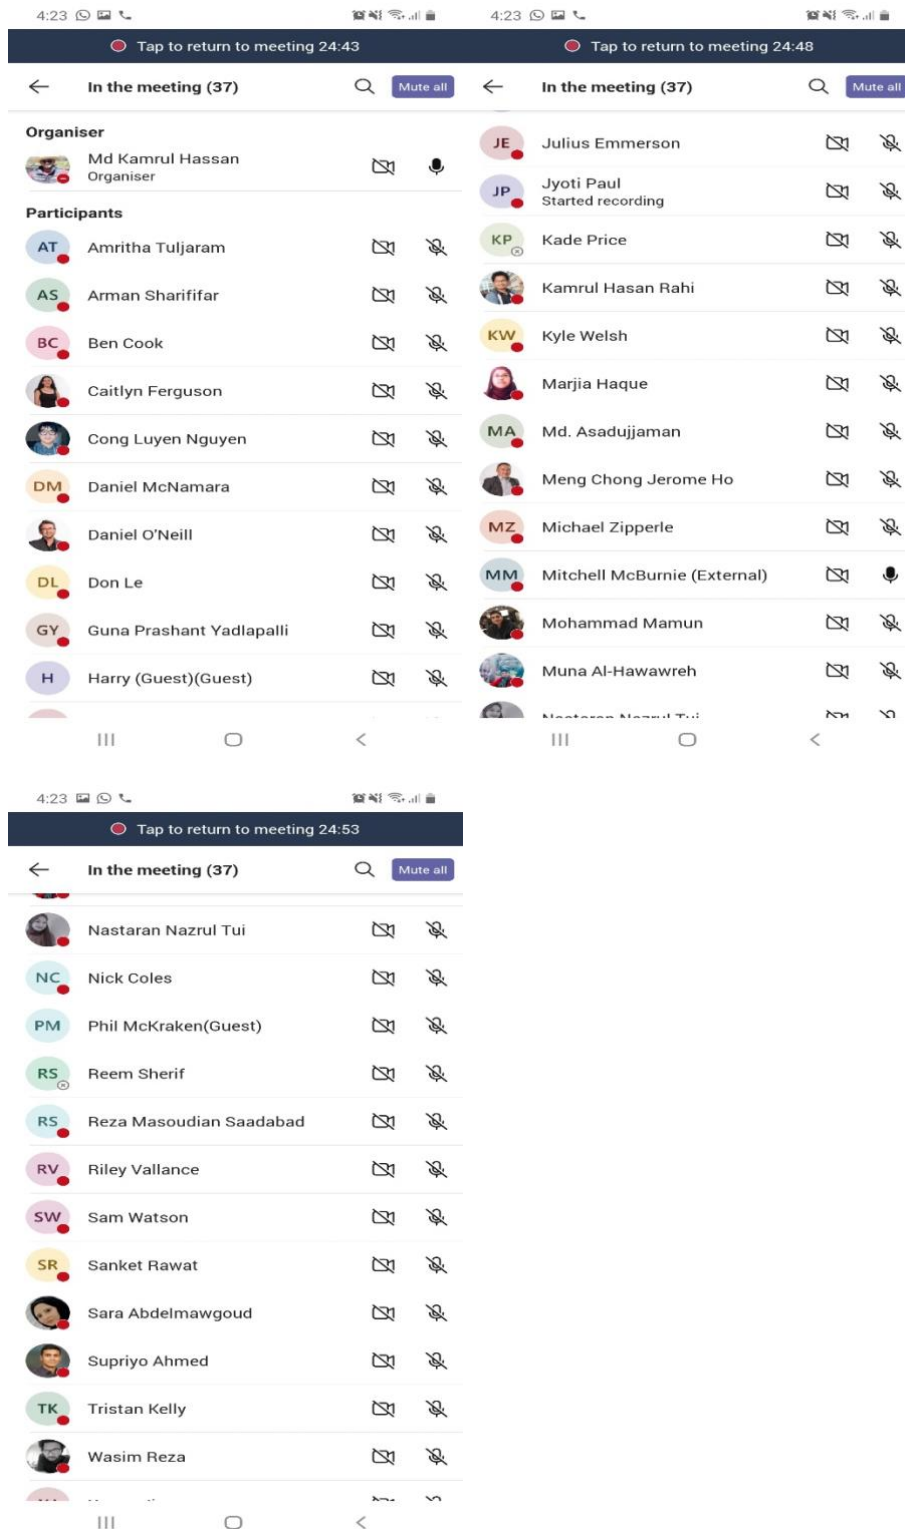 4:23
Tap to return to meeting 24:43
In the meeting (37)
Mute all
Organiser
Md Kamrul Hassan
Organiser
Participants
AT Amritha Tuljaram
AS Arman Sharififar
BC Ben Cook
Caitlyn Ferguson
Cong Luyen Nguyen
DM Daniel McNamara
Daniel O'Neill
DL Don Le
GY Guna Prashant Yadlapalli
H Harry (Guest)(Guest)
4:23
Tap to return to meeting 24:48
In the meeting (37)
Mute all
JE Julius Emmerson
JP Jyoti Paul
Started recording
KP Kade Price
Kamrul Hasan Rahi
KW Kyle Welsh
Marjia Haque
MA Md. Asadujjaman
Meng Chong Jerome Ho
MZ Michael Zipperle
MM Mitchell McBurnie (External)
Mohammad Mamun
Muna Al-Hawawreh
Nastaran Nazrul Tui
4:23
Tap to return to meeting 24:53
In the meeting (37)
Mute all
Nastaran Nazrul Tui
NC Nick Coles
PM Phil McKraken(Guest)
RS Reem Sherif
RS Reza Masoudian Saadabad
RV Riley Vallance
SW Sam Watson
SR Sanket Rawat
Sara Abdelmawgoud
Supriyo Ahmed
TK Tristan Kelly
Wasim Reza